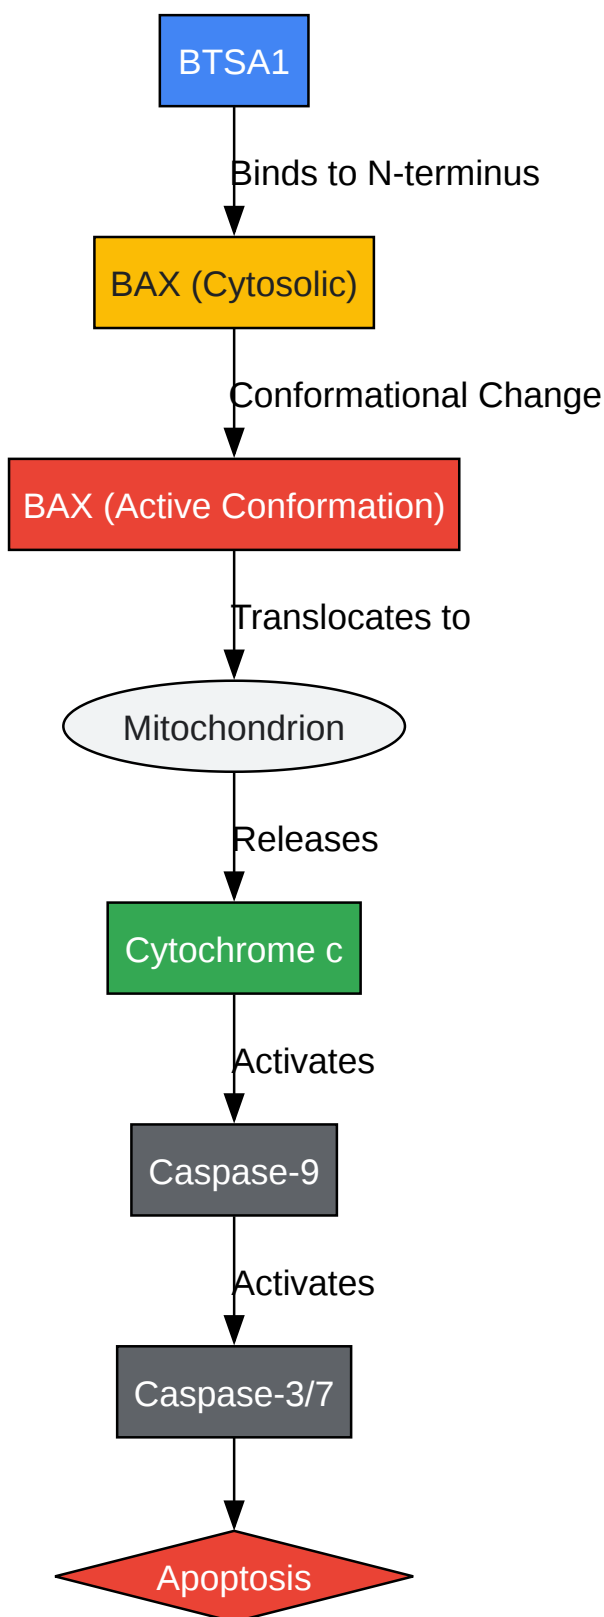 BTSA1
Binds to N-terminus
BAX (Cytosolic)
Conformational Change
BAX (Active Conformation)
Translocates to
Mitochondrion
Releases
Cytochrome c
Activates
Caspase-9
Activates
Caspase-3/7
Apoptosis